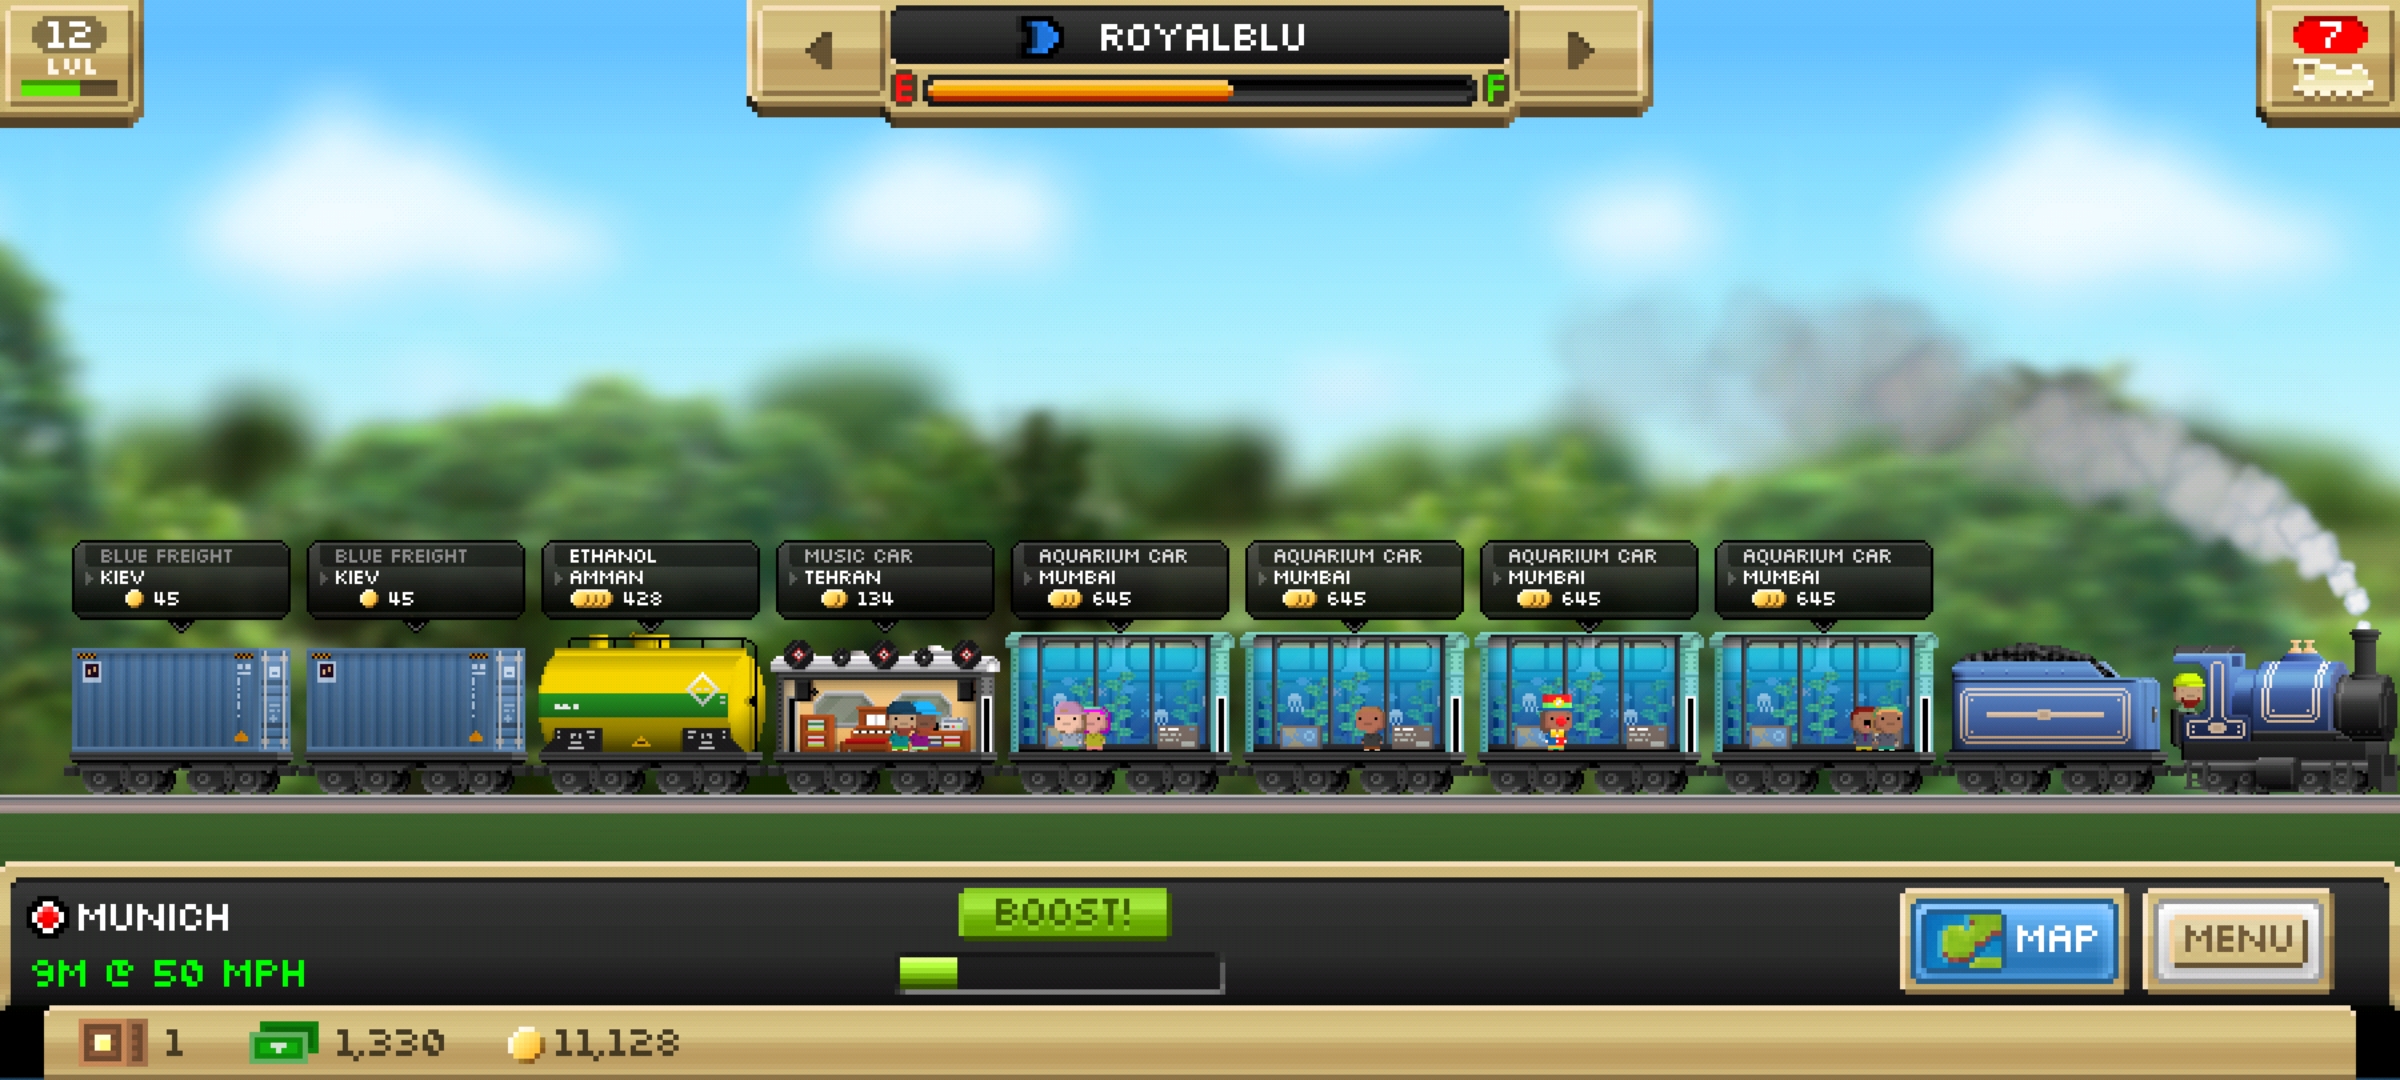 12
LVL
ROYALBLU
E
F
7
BLUE FREIGHT
KIEV
45
BLUE FREIGHT
KIEV
45
ETHANOL
AMMAN
428
MUSIC CAR
TEHRAN
134
AQUARIUM CAR
MUMBAI
645
AQUARIUM CAR
MUMBAI
645
AQUARIUM CAR
MUMBAI
645
AQUARIUM CAR
MUMBAI
645
MUNICH
9M @ 50 MPH
BOOST!
MAP
MENU
1
1,330
11,128